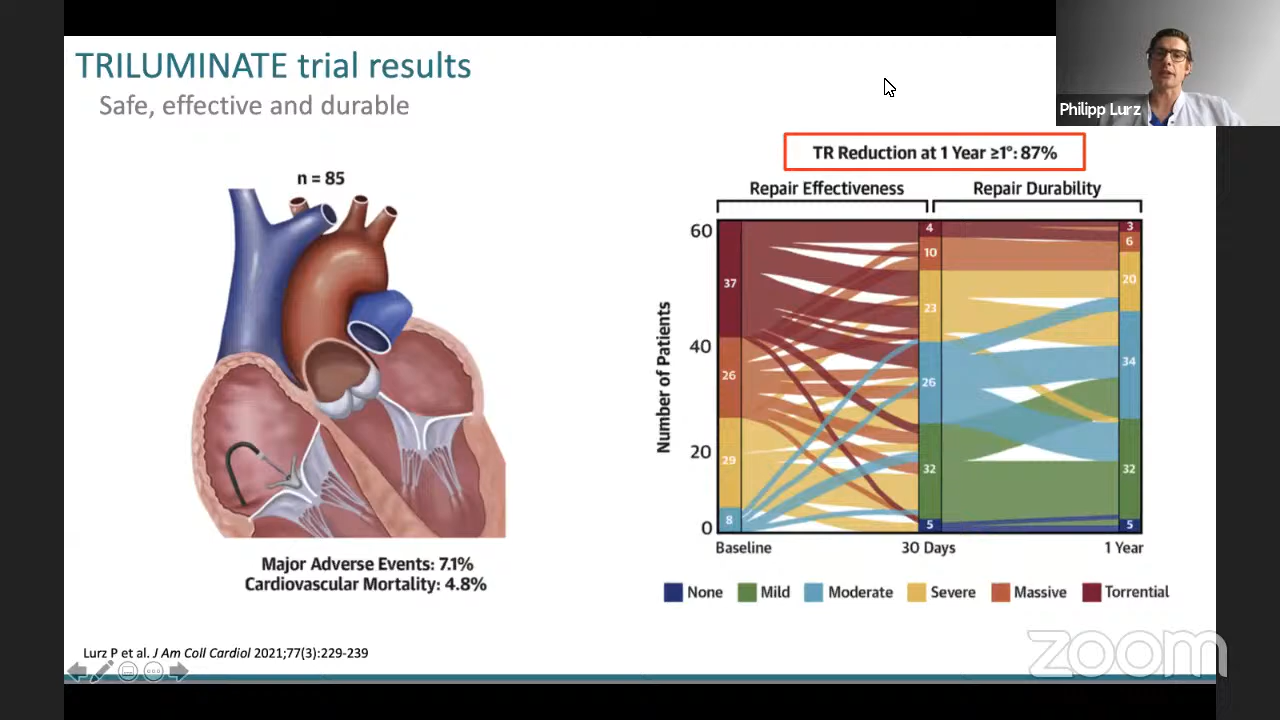 TRILUMINATE trial results
Safe, effective and durable
Philipp Lurz
n = 85
Major Adverse Events: 7.1%
Cardiovascular Mortality: 4.8%
TR Reduction at 1 Year ≥1°: 87%
Repair Effectiveness
Repair Durability
Number of Patients
60
40
20
0
37
26
29
8
4
10
23
26
32
5
3
6
20
34
32
5
Baseline
30 Days
1 Year
None
Mild
Moderate
Severe
Massive
Torrential
Lurz P et al. J Am Coll Cardiol 2021;77(3):229-239
zoom